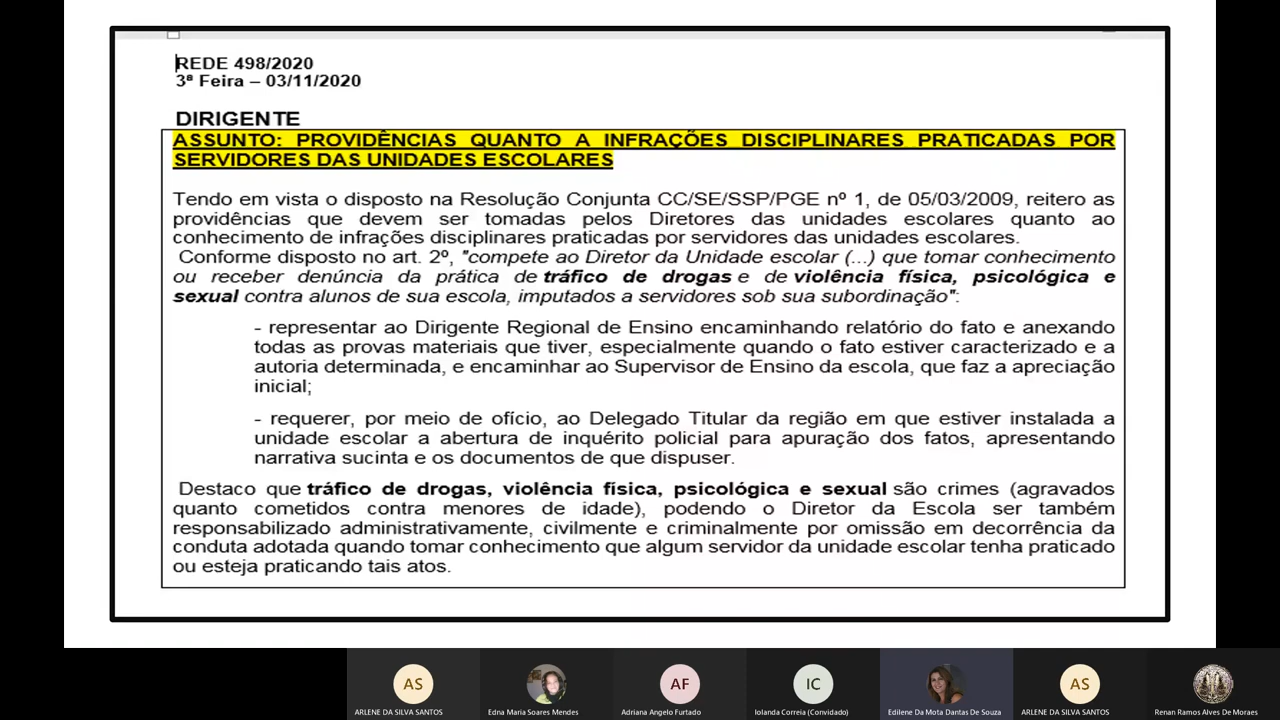 REDE 498/2020
3ª Feira – 03/11/2020
DIRIGENTE
ASSUNTO: PROVIDÊNCIAS QUANTO A INFRAÇÕES DISCIPLINARES PRATICADAS POR
SERVIDORES DAS UNIDADES ESCOLARES
Tendo em vista o disposto na Resolução Conjunta CC/SE/SSP/PGE nº 1, de 05/03/2009, reitero as
providências que devem ser tomadas pelos Diretores das unidades escolares quanto ao
conhecimento de infrações disciplinares praticadas por servidores das unidades escolares.
Conforme disposto no art. 2º, "compete ao Diretor da Unidade escolar (...) que tomar conhecimento
ou receber denúncia da prática de tráfico de drogas e de violência física, psicológica e
sexual contra alunos de sua escola, imputados a servidores sob sua subordinação":
- representar ao Dirigente Regional de Ensino encaminhando relatório do fato e anexando
todas as provas materiais que tiver, especialmente quando o fato estiver caracterizado e a
autoria determinada, e encaminhar ao Supervisor de Ensino da escola, que faz a apreciação
inicial;
- requerer, por meio de ofício, ao Delegado Titular da região em que estiver instalada a
unidade escolar a abertura de inquérito policial para apuração dos fatos, apresentando
narrativa sucinta e os documentos de que dispuser.
Destaco que tráfico de drogas, violência física, psicológica e sexual são crimes (agravados
quanto cometidos contra menores de idade), podendo o Diretor da Escola ser também
responsabilizado administrativamente, civilmente e criminalmente por omissão em decorrência da
conduta adotada quando tomar conhecimento que algum servidor da unidade escolar tenha praticado
ou esteja praticando tais atos.
AS
AF
IC
AS
ARLENE DA SILVA SANTOS
Edna Maria Soares Mendes
Adriana Angelo Furtado
Iolanda Correia (Convidado)
Edilene Da Mota Dantas De Souza
ARLENE DA SILVA SANTOS
Renan Ramos Alves De Moraes